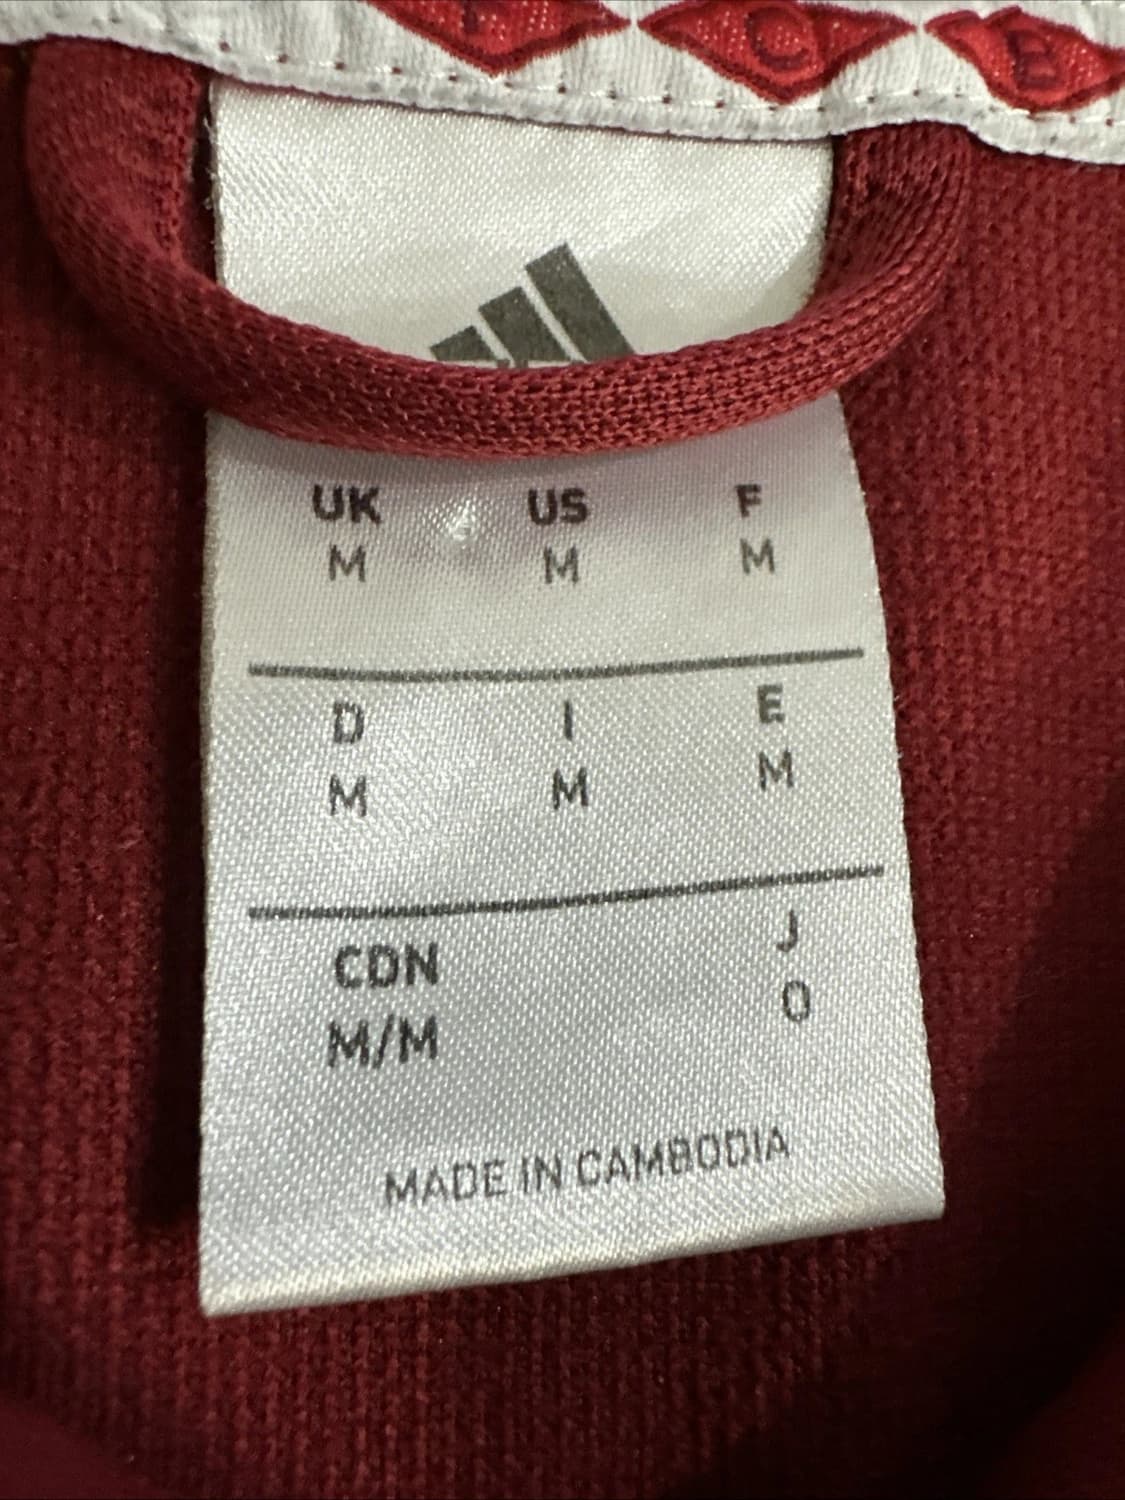 F C B
UK US F
M M M
D I E
M M M
CDN J
M/M O
MADE IN CAMBODIA